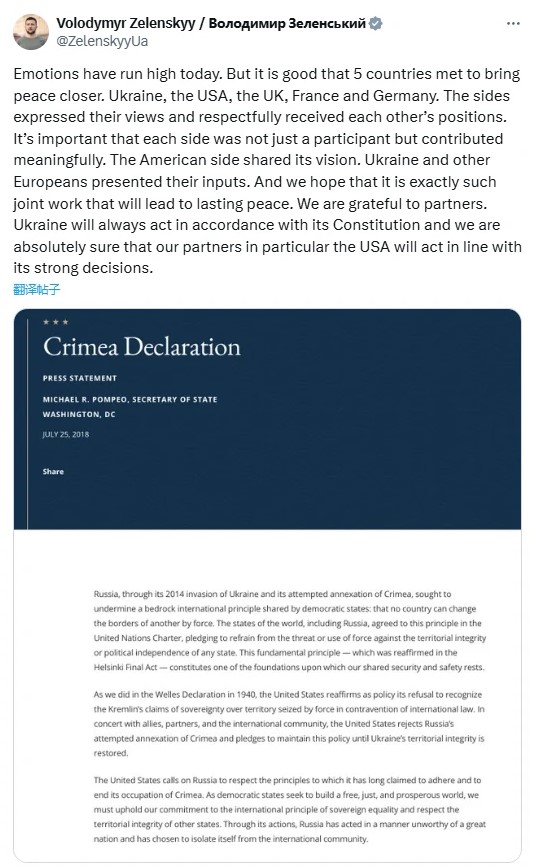 Volodymyr Zelenskyy / Володимир Зеленський
@ZelenskyyUa
Emotions have run high today. But it is good that 5 countries met to bring
peace closer. Ukraine, the USA, the UK, France and Germany. The sides
expressed their views and respectfully received each other’s positions.
It’s important that each side was not just a participant but contributed
meaningfully. The American side shared its vision. Ukraine and other
Europeans presented their inputs. And we hope that it is exactly such
joint work that will lead to lasting peace. We are grateful to partners.
Ukraine will always act in accordance with its Constitution and we are
absolutely sure that our partners in particular the USA will act in line with
its strong decisions.
翻译帖子
Crimea Declaration
PRESS STATEMENT
MICHAEL R. POMPEO, SECRETARY OF STATE
WASHINGTON, DC
JULY 25, 2018
Share
Russia, through its 2014 invasion of Ukraine and its attempted annexation of Crimea, sought to
undermine a bedrock international principle shared by democratic states: that no country can change
the borders of another by force. The states of the world, including Russia, agreed to this principle in the
United Nations Charter, pledging to refrain from the threat or use of force against the territorial integrity
or political independence of any state. This fundamental principle — which was reaffirmed in the
Helsinki Final Act — constitutes one of the foundations upon which our shared security and safety rests.
As we did in the Welles Declaration in 1940, the United States reaffirms as policy its refusal to recognize
the Kremlin’s claims of sovereignty over territory seized by force in contravention of international law. In
concert with allies, partners, and the international community, the United States rejects Russia’s
attempted annexation of Crimea and pledges to maintain this policy until Ukraine’s territorial integrity is
restored.
The United States calls on Russia to respect the principles to which it has long claimed to adhere and to
end its occupation of Crimea. As democratic states seek to build a free, just, and prosperous world, we
must uphold our commitment to the international principle of sovereign equality and respect the
territorial integrity of other states. Through its actions, Russia has acted in a manner unworthy of a great
nation and has chosen to isolate itself from the international community.